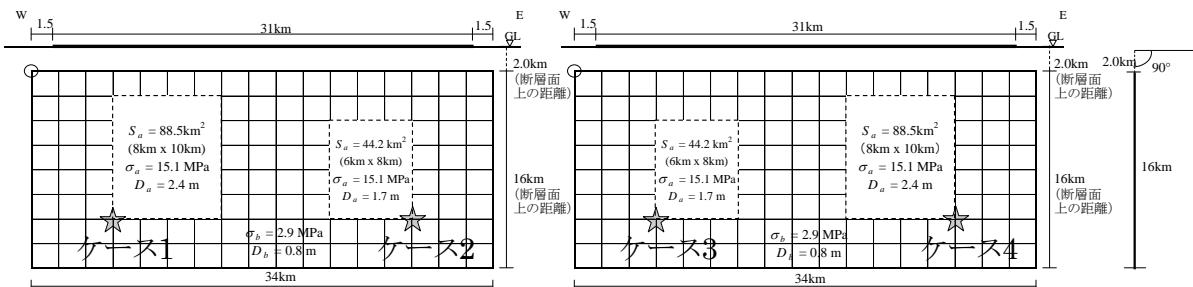 W
E
1.5
31km
1.5
GL
2.0km
(断層面
上の距離)
S_a = 88.5km²
(8km x 10km)
σ_a = 15.1 MPa
D_a = 2.4 m
S_a = 44.2 km²
(6km x 8km)
σ_a = 15.1 MPa
D_a = 1.7 m
16km
(断層面
上の距離)
σ_b = 2.9 MPa
D_b = 0.8 m
ケース1
ケース2
34km
W
E
1.5
31km
1.5
GL
2.0km
(断層面
上の距離)
S_a = 44.2 km²
(6km x 8km)
σ_a = 15.1 MPa
D_a = 1.7 m
S_a = 88.5km²
(8km x 10km)
σ_a = 15.1 MPa
D_a = 2.4 m
16km
(断層面
上の距離)
σ_b = 2.9 MPa
D_b = 0.8 m
ケース3
ケース4
34km
2.0km
90°
16km